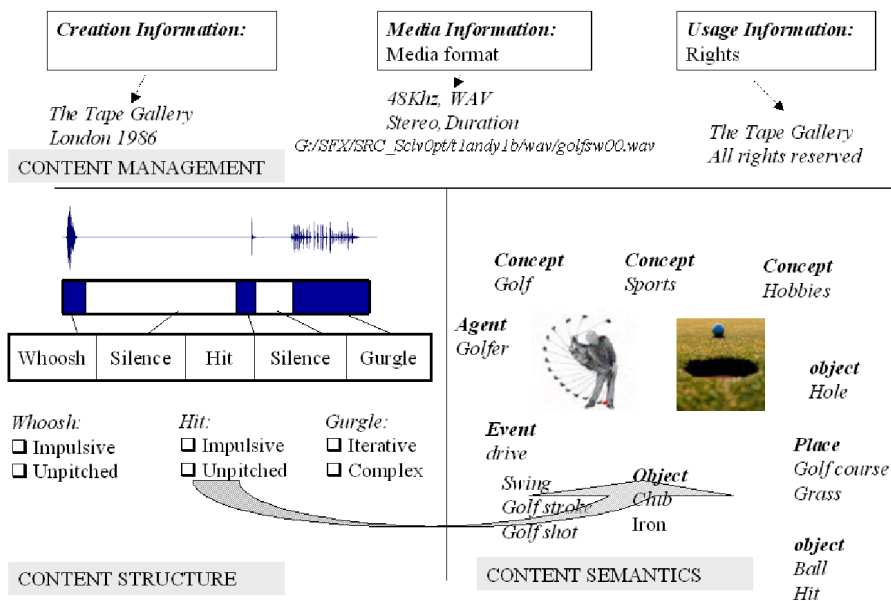 Creation Information:
The Tape Gallery
London 1986
Media Information:
Media format
48Khz, WAV
Stereo, Duration
G:/SFX/SRC_Sclv0pt/t1andy1b/wav/golfsw00.wav
Usage Information:
Rights
The Tape Gallery
All rights reserved
CONTENT MANAGEMENT
Whoosh
Silence
Hit
Silence
Gurgle
Whoosh:
Impulsive
Unpitched
Hit:
Impulsive
Unpitched
Gurgle:
Iterative
Complex
CONTENT STRUCTURE
Concept
Golf
Concept
Sports
Concept
Hobbies
Agent
Golfer
object
Hole
Event
drive
Swing
Golf stroke
Golf shot
Object
Club
Iron
Place
Golf course
Grass
object
Ball
Hit
CONTENT SEMANTICS